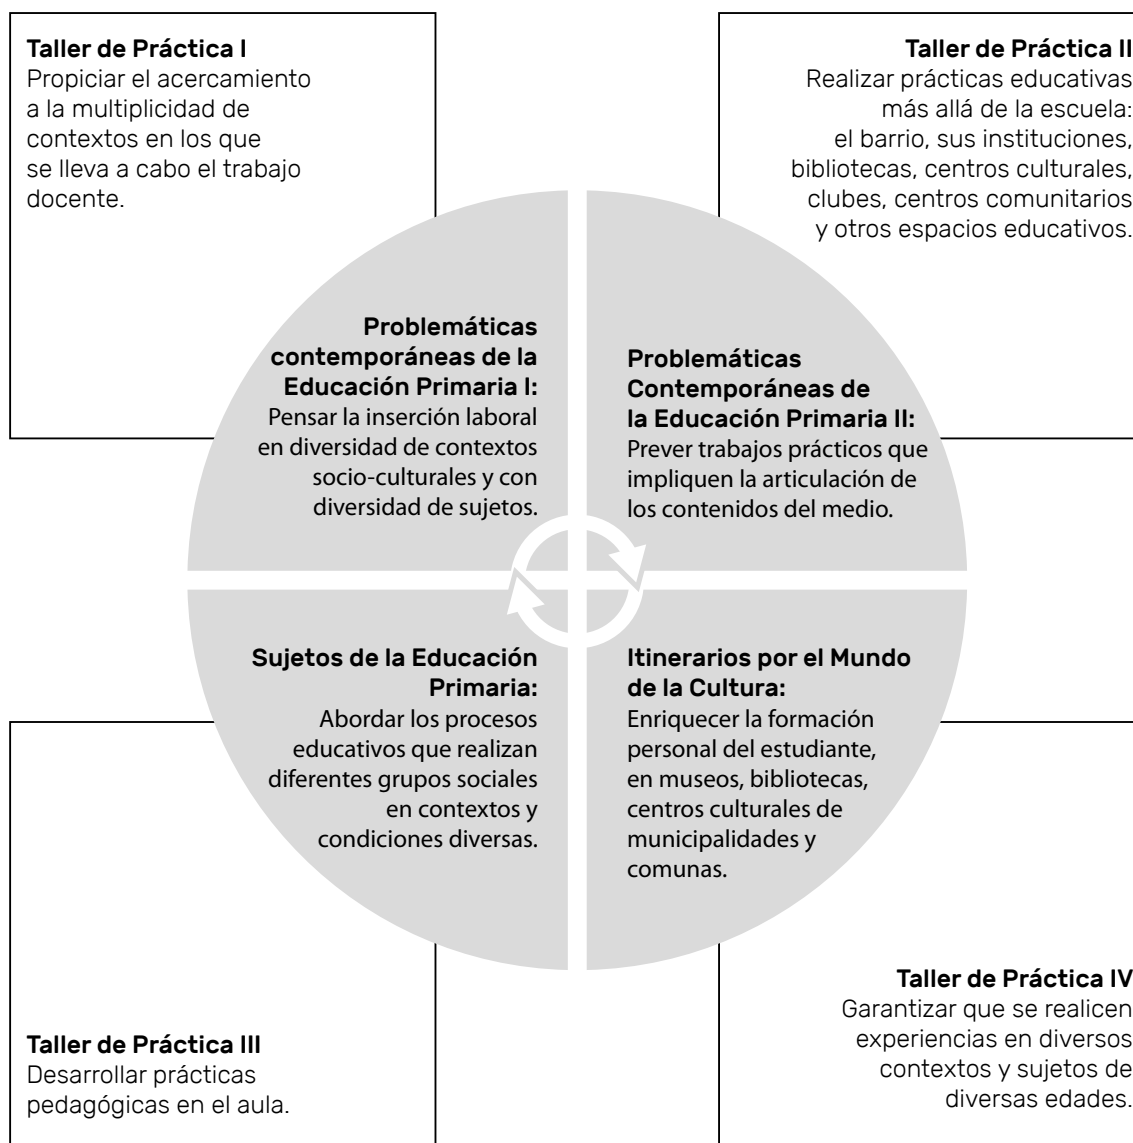 Taller de Práctica I
Propiciar el acercamiento
a la multiplicidad de
contextos en los que
se lleva a cabo el trabajo
docente.
Taller de Práctica II
Realizar prácticas educativas
más allá de la escuela:
el barrio, sus instituciones,
bibliotecas, centros culturales,
clubes, centros comunitarios
y otros espacios educativos.
Problemáticas
contemporáneas de la
Educación Primaria I:
Pensar la inserción laboral
en diversidad de contextos
socio-culturales y con
diversidad de sujetos.
Problemáticas
Contemporáneas de
la Educación Primaria II:
Prever trabajos prácticos que
impliquen la articulación de
los contenidos del medio.
Sujetos de la Educación
Primaria:
Abordar los procesos
educativos que realizan
diferentes grupos sociales
en contextos y
condiciones diversas.
Itinerarios por el Mundo
de la Cultura:
Enriquecer la formación
personal del estudiante,
en museos, bibliotecas,
centros culturales de
municipalidades y
comunas.
Taller de Práctica III
Desarrollar prácticas
pedagógicas en el aula.
Taller de Práctica IV
Garantizar que se realicen
experiencias en diversos
contextos y sujetos de
diversas edades.